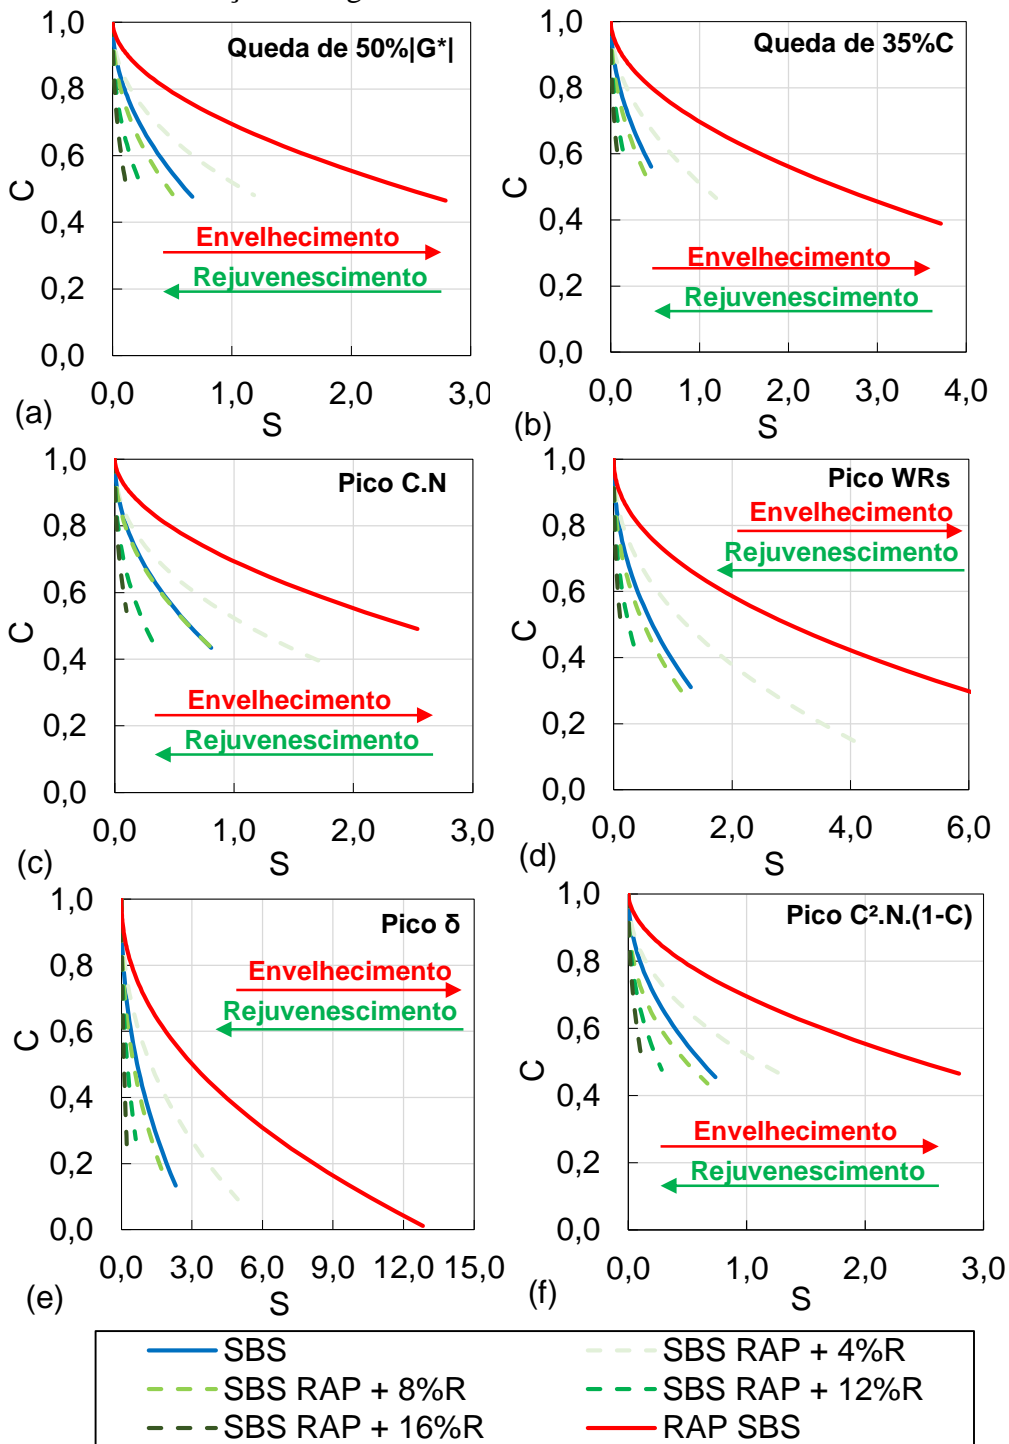 Queda de 50%|G*|
1,0
0,8
0,6
0,4
0,2
0,0
C
Envelhecimento
Rejuvenescimento
0,0 1,0 2,0 3,0
S
(a)
Queda de 35%C
1,0
0,8
0,6
0,4
0,2
0,0
C
Envelhecimento
Rejuvenescimento
0,0 1,0 2,0 3,0 4,0
S
(b)
Pico C.N
1,0
0,8
0,6
0,4
0,2
0,0
C
Envelhecimento
Rejuvenescimento
0,0 1,0 2,0 3,0
S
(c)
Pico WRs
1,0
0,8
0,6
0,4
0,2
0,0
C
Envelhecimento
Rejuvenescimento
0,0 2,0 4,0 6,0
S
(d)
Pico δ
1,0
0,8
0,6
0,4
0,2
0,0
C
Envelhecimento
Rejuvenescimento
0,0 3,0 6,0 9,0 12,0 15,0
S
(e)
Pico C².N.(1-C)
1,0
0,8
0,6
0,4
0,2
0,0
C
Envelhecimento
Rejuvenescimento
0,0 1,0 2,0 3,0
S
(f)
SBS
SBS RAP + 4%R
SBS RAP + 8%R
SBS RAP + 12%R
SBS RAP + 16%R
RAP SBS